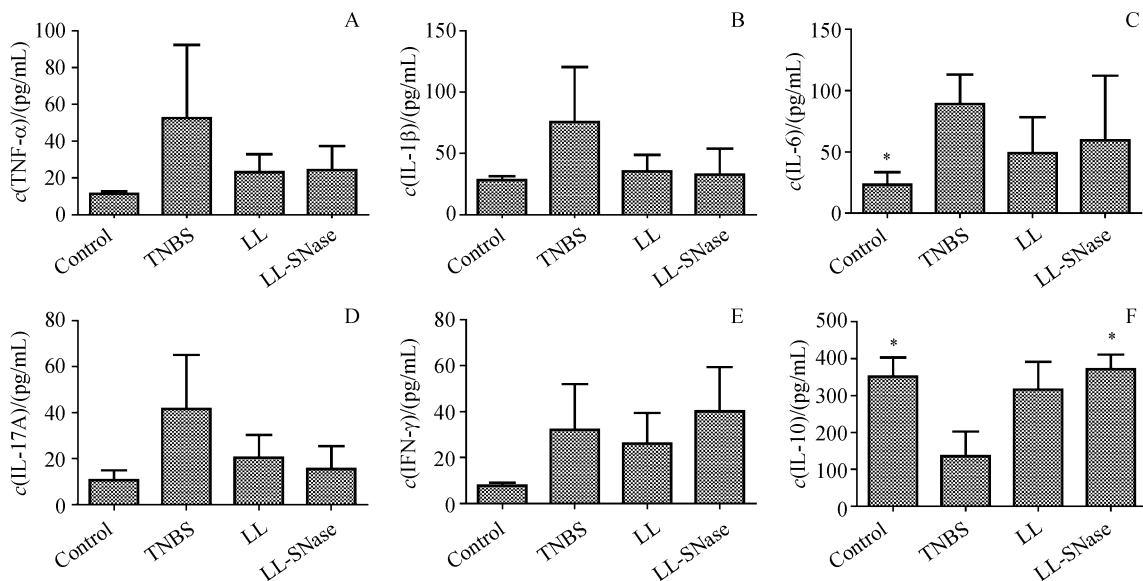 A
c(TNF-α)/(pg/mL)
100
80
60
40
20
0
Control
TNBS
LL
LL-SNase
B
c(IL-1β)/(pg/mL)
150
100
50
0
Control
TNBS
LL
LL-SNase
C
c(IL-6)/(pg/mL)
150
100
50
0
*
Control
TNBS
LL
LL-SNase
D
c(IL-17A)/(pg/mL)
80
60
40
20
0
Control
TNBS
LL
LL-SNase
E
c(IFN-γ)/(pg/mL)
80
60
40
20
0
Control
TNBS
LL
LL-SNase
F
c(IL-10)/(pg/mL)
500
400
300
200
100
0
*
*
Control
TNBS
LL
LL-SNase